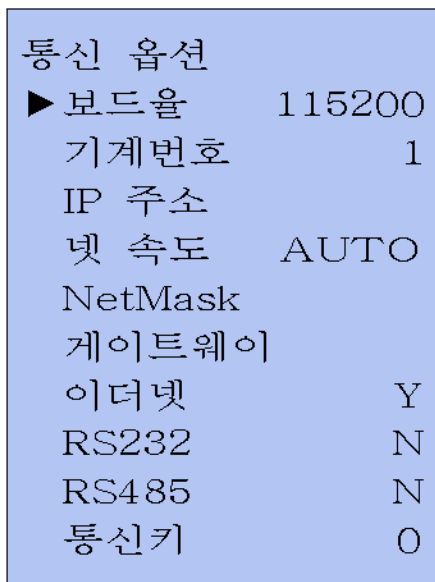 통신 옵션
▶보드율 115200
기계번호 1
IP 주소
넷 속도 AUTO
NetMask
게이트웨이
이더넷 Y
RS232 N
RS485 N
통신키 0